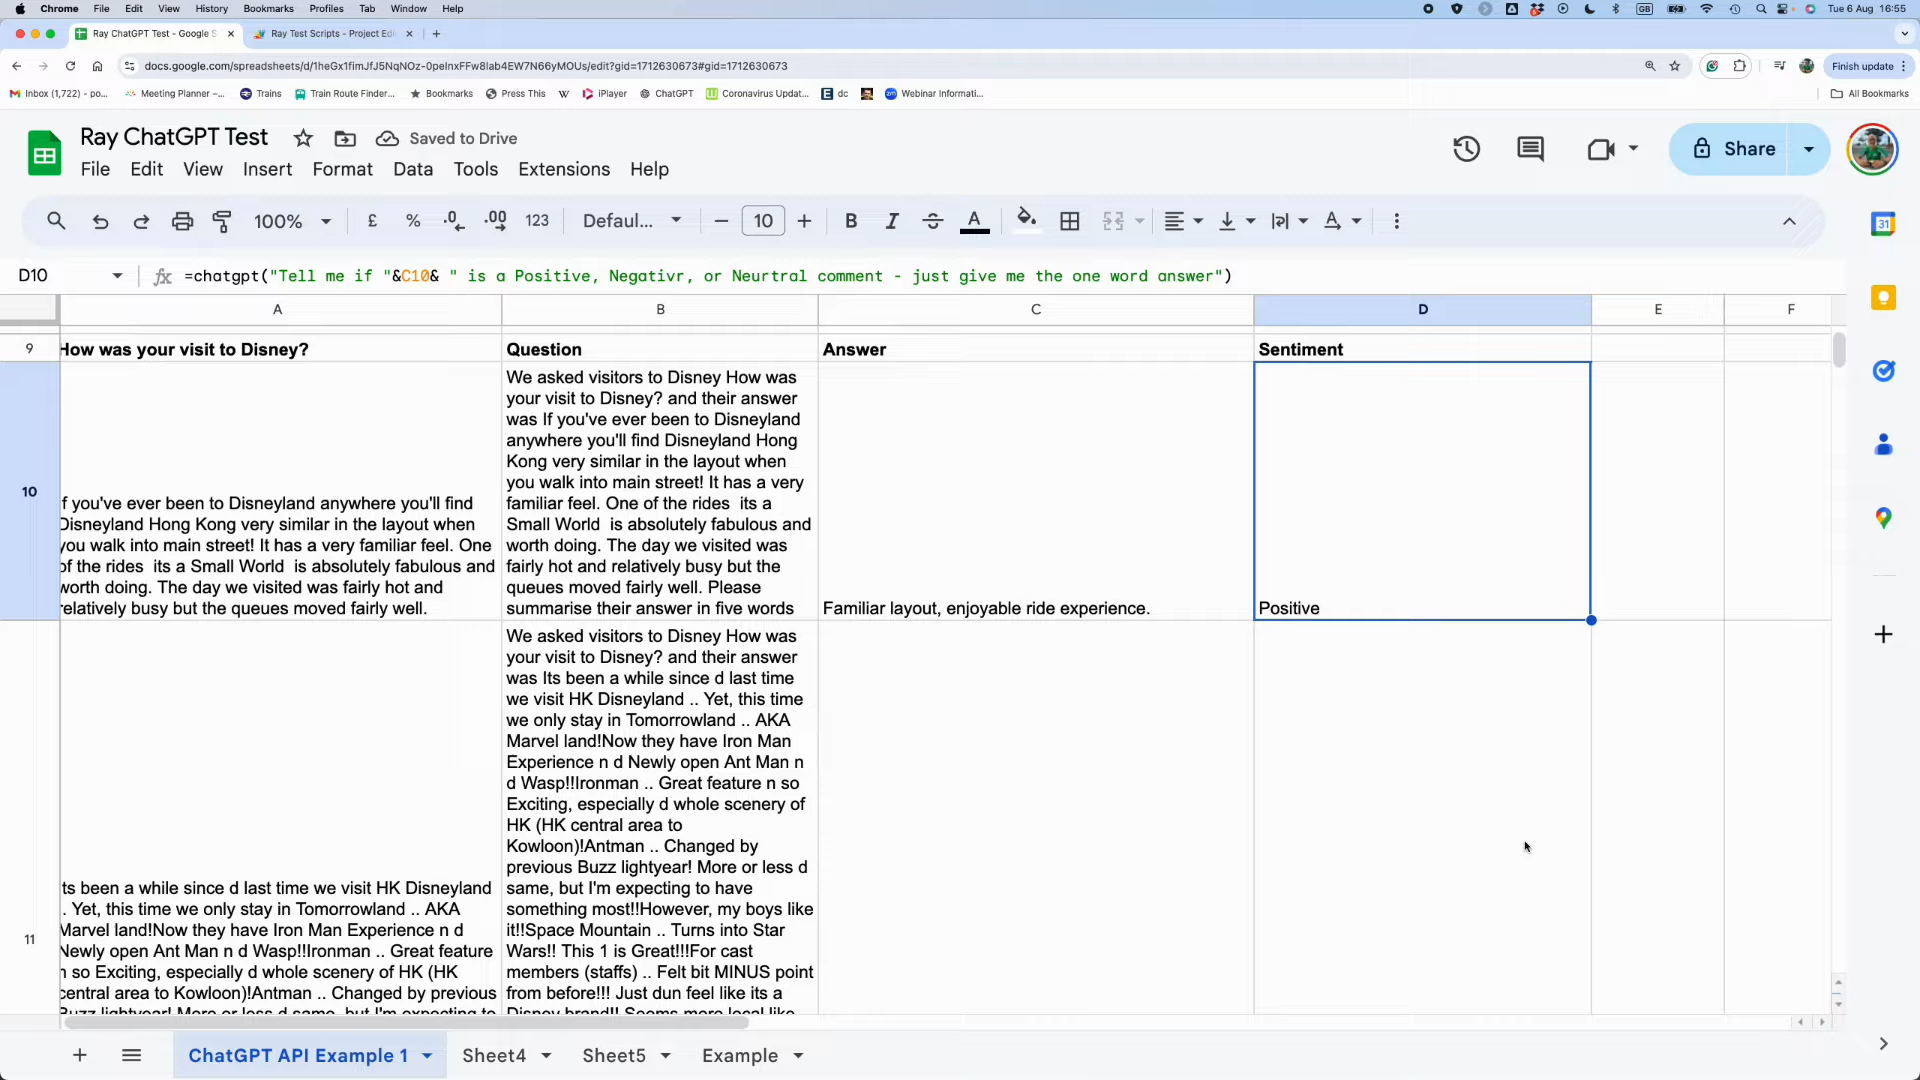 Chrome File Edit View History Bookmarks Profiles Tab Window Help
GB
Tue 6 Aug 16:55
Ray ChatGPT Test - Google S
Ray Test Scripts - Project Edi
docs.google.com/spreadsheets/d/1heGx1fimJfJ5NqNOz-0pelnxFFw8lab4EW7N66yMOUs/edit?gid=1712630673#gid=1712630673
Finish update
Inbox (1,722) - po...
Meeting Planner –...
Trains
Train Route Finder...
Bookmarks
Press This
W
iPlayer
ChatGPT
Coronavirus Updat...
E dc
zm Webinar Informati...
All Bookmarks
Ray ChatGPT Test
Saved to Drive
Share
File Edit View Insert Format Data Tools Extensions Help
100% £ % .0 .00 123 Defaul... − 10 + B I S A
31
D10
fx =chatgpt("Tell me if "&C10& " is a Positive, Negativr, or Neurtral comment - just give me the one word answer")
A B C D E F
9
How was your visit to Disney?
Question
Answer
Sentiment
10
f you've ever been to Disneyland anywhere you'll find
Disneyland Hong Kong very similar in the layout when
you walk into main street! It has a very familiar feel. One
of the rides  its a Small World  is absolutely fabulous and
worth doing. The day we visited was fairly hot and
relatively busy but the queues moved fairly well.
We asked visitors to Disney How was
your visit to Disney? and their answer
was If you've ever been to Disneyland
anywhere you'll find Disneyland Hong
Kong very similar in the layout when
you walk into main street! It has a very
familiar feel. One of the rides  its a
Small World  is absolutely fabulous and
worth doing. The day we visited was
fairly hot and relatively busy but the
queues moved fairly well. Please
summarise their answer in five words
Familiar layout, enjoyable ride experience.
Positive
11
ts been a while since d last time we visit HK Disneyland
. Yet, this time we only stay in Tomorrowland .. AKA
Marvel land!Now they have Iron Man Experience n d
Newly open Ant Man n d Wasp!!Ironman .. Great feature
n so Exciting, especially d whole scenery of HK (HK
central area to Kowloon)!Antman .. Changed by previous
Buzz lightyear! More or less d same, but I'm expecting to
We asked visitors to Disney How was
your visit to Disney? and their answer
was Its been a while since d last time
we visit HK Disneyland .. Yet, this time
we only stay in Tomorrowland .. AKA
Marvel land!Now they have Iron Man
Experience n d Newly open Ant Man n
d Wasp!!Ironman .. Great feature n so
Exciting, especially d whole scenery of
HK (HK central area to
Kowloon)!Antman .. Changed by
previous Buzz lightyear! More or less d
same, but I'm expecting to have
something most!!However, my boys like
it!!Space Mountain .. Turns into Star
Wars!! This 1 is Great!!!For cast
members (staffs) .. Felt bit MINUS point
from before!!! Just dun feel like its a
Disney brand!! Seems more local like
ChatGPT API Example 1
Sheet4
Sheet5
Example